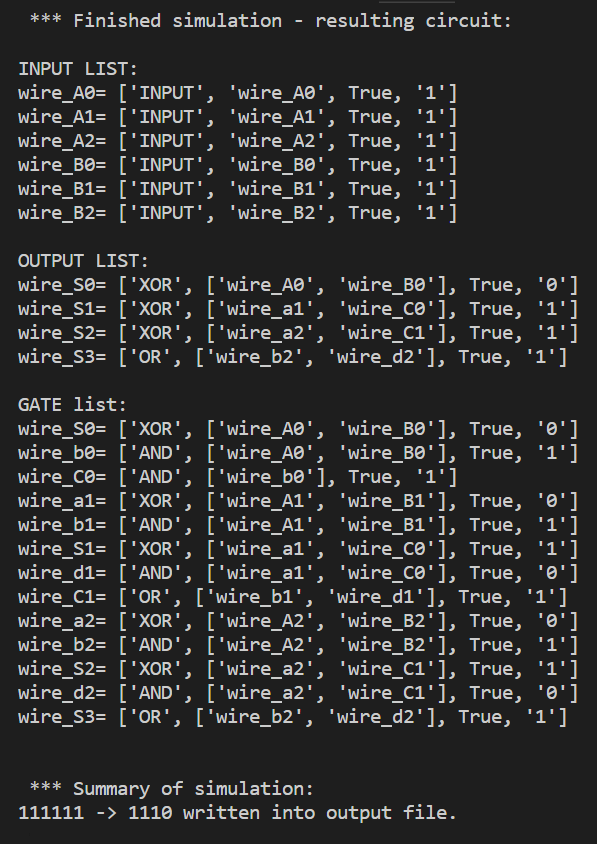 *** Finished simulation - resulting circuit:
INPUT LIST:
wire_A0= ['INPUT', 'wire_A0', True, '1']
wire_A1= ['INPUT', 'wire_A1', True, '1']
wire_A2= ['INPUT', 'wire_A2', True, '1']
wire_B0= ['INPUT', 'wire_B0', True, '1']
wire_B1= ['INPUT', 'wire_B1', True, '1']
wire_B2= ['INPUT', 'wire_B2', True, '1']
OUTPUT LIST:
wire_S0= ['XOR', ['wire_A0', 'wire_B0'], True, '0']
wire_S1= ['XOR', ['wire_a1', 'wire_C0'], True, '1']
wire_S2= ['XOR', ['wire_a2', 'wire_C1'], True, '1']
wire_S3= ['OR', ['wire_b2', 'wire_d2'], True, '1']
GATE list:
wire_S0= ['XOR', ['wire_A0', 'wire_B0'], True, '0']
wire_b0= ['AND', ['wire_A0', 'wire_B0'], True, '1']
wire_C0= ['AND', ['wire_b0'], True, '1']
wire_a1= ['XOR', ['wire_A1', 'wire_B1'], True, '0']
wire_b1= ['AND', ['wire_A1', 'wire_B1'], True, '1']
wire_S1= ['XOR', ['wire_a1', 'wire_C0'], True, '1']
wire_d1= ['AND', ['wire_a1', 'wire_C0'], True, '0']
wire_C1= ['OR', ['wire_b1', 'wire_d1'], True, '1']
wire_a2= ['XOR', ['wire_A2', 'wire_B2'], True, '0']
wire_b2= ['AND', ['wire_A2', 'wire_B2'], True, '1']
wire_S2= ['XOR', ['wire_a2', 'wire_C1'], True, '1']
wire_d2= ['AND', ['wire_a2', 'wire_C1'], True, '0']
wire_S3= ['OR', ['wire_b2', 'wire_d2'], True, '1']
*** Summary of simulation:
111111 -> 1110 written into output file.